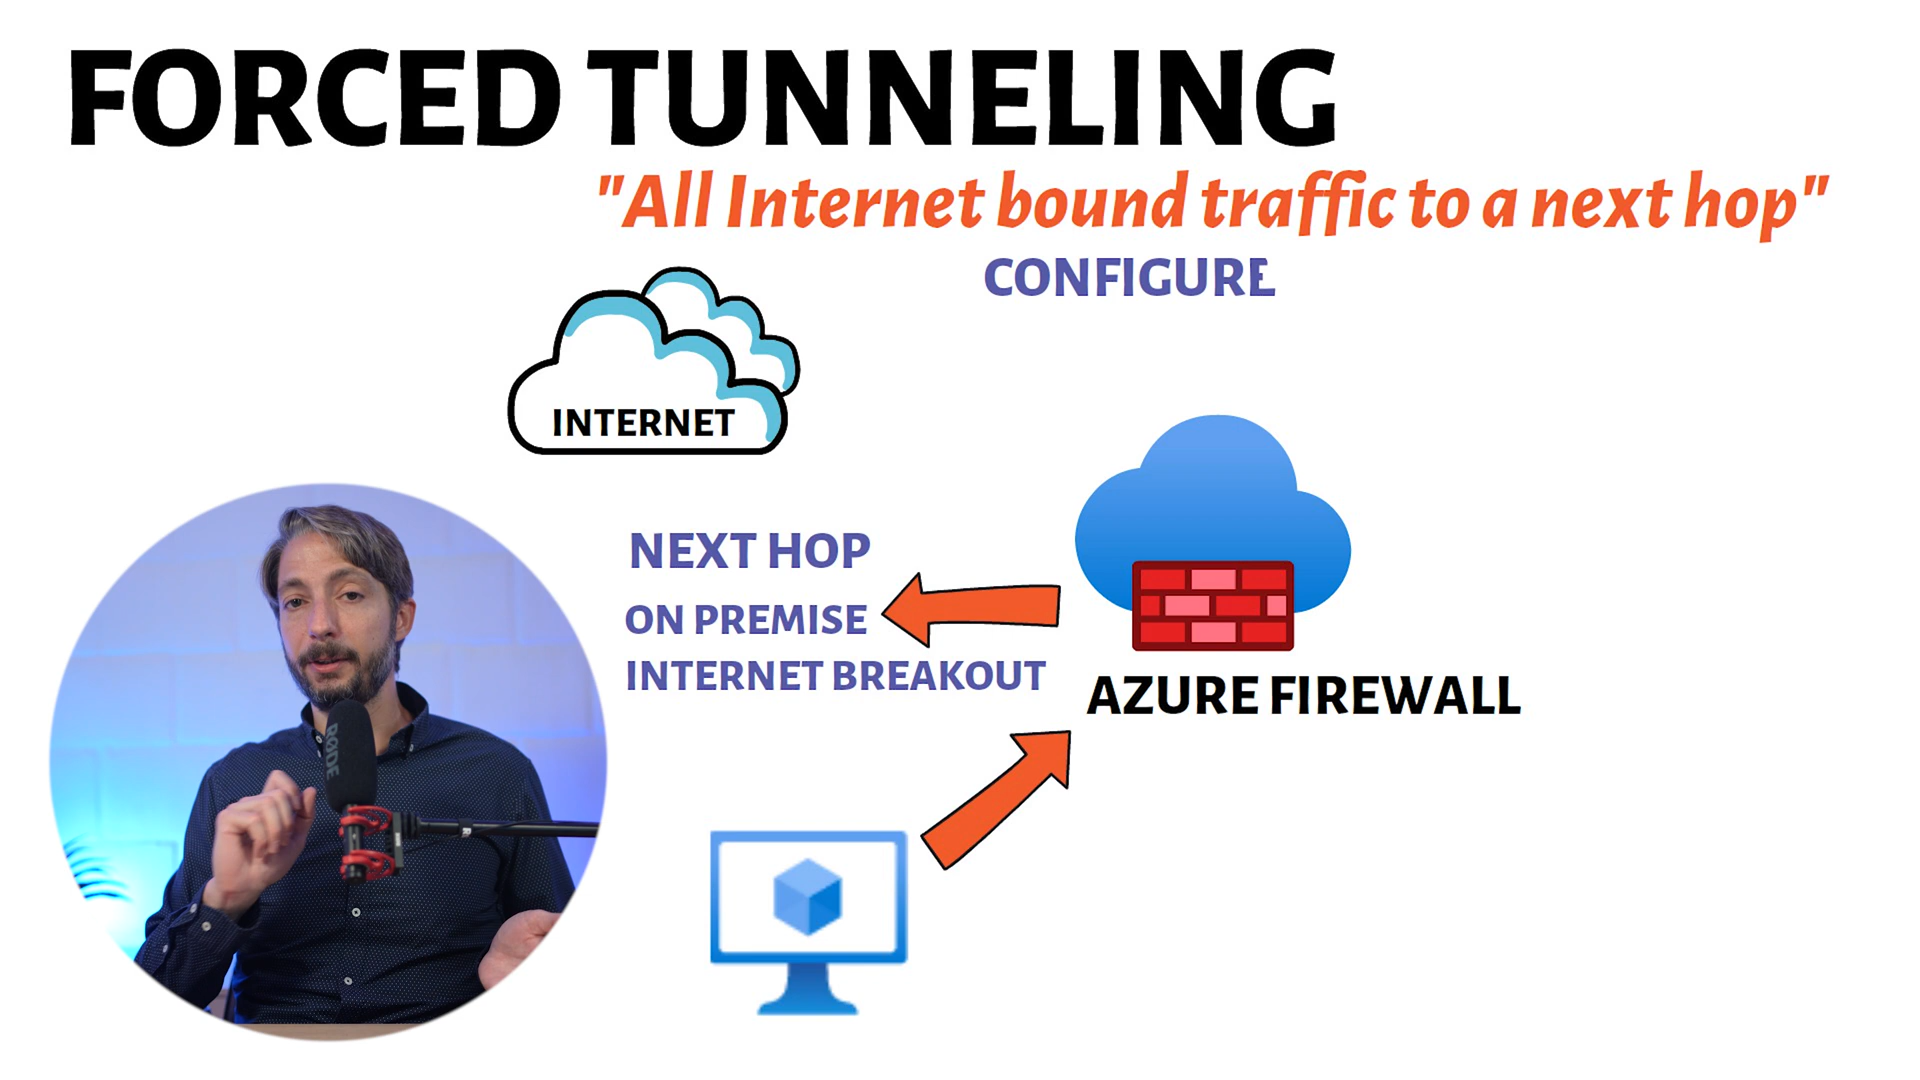 FORCED TUNNELING
"All Internet bound traffic to a next hop"
CONFIGURE
INTERNET
NEXT HOP
ON PREMISE
INTERNET BREAKOUT
AZURE FIREWALL
RØDE